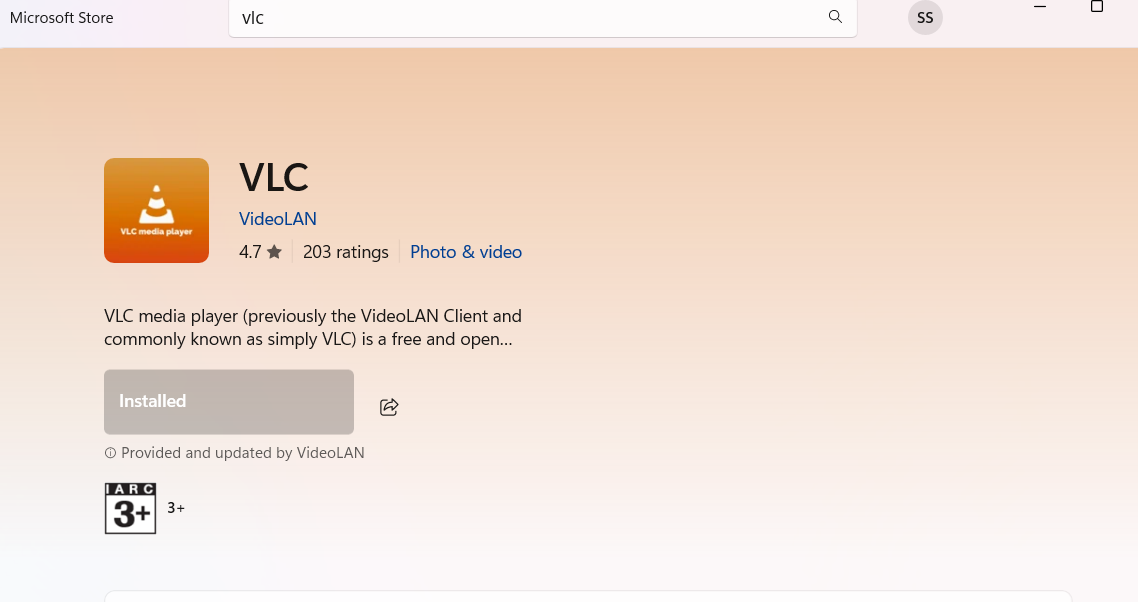 Microsoft Store
vlc
SS
VLC media player
VLC
VideoLAN
4.7 ★ 203 ratings Photo & video
VLC media player (previously the VideoLAN Client and
commonly known as simply VLC) is a free and open...
Installed
Provided and updated by VideoLAN
IARC
3+
3+